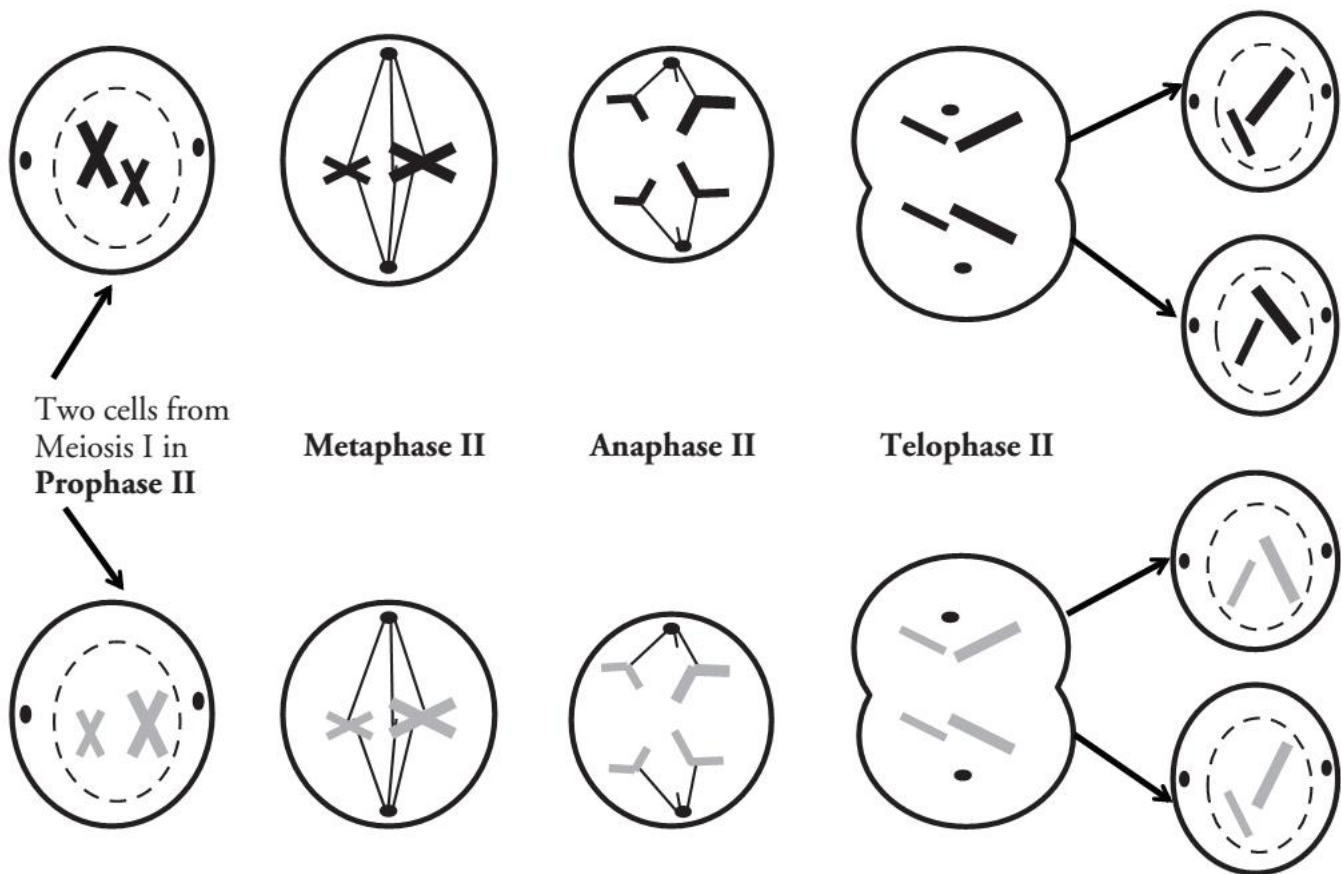 Two cells from
Meiosis I in
Prophase II
Metaphase II
Anaphase II
Telophase II